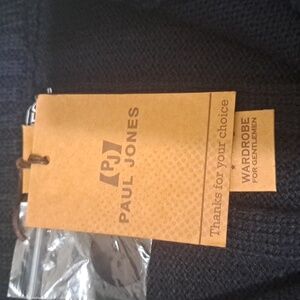 PJ
PAUL JONES
Thanks for your choice
WARDROBE
FOR GENTLEMEN